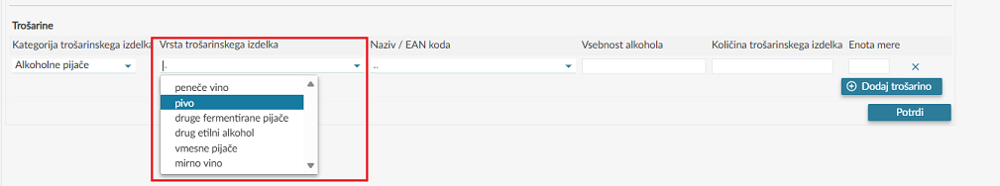 Trošarine
Kategorija trošarinskega izdelka Vrsta trošarinskega izdelka Naziv / EAN koda Vsebnost alkohola Količina trošarinskega izdelka Enota mere
Alkoholne pijače . ..
peneče vino
pivo
druge fermentirane pijače
drug etilni alkohol
vmesne pijače
mirno vino
Dodaj trošarino
Potrdi